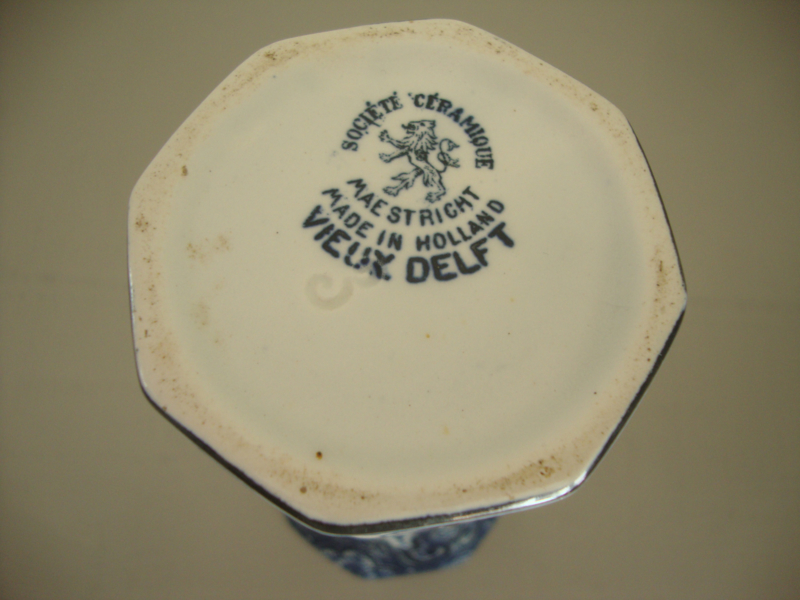 SOCIÉTÉ CÉRAMIQUE
MAESTRICHT
MADE IN HOLLAND
VIEUX DELFT